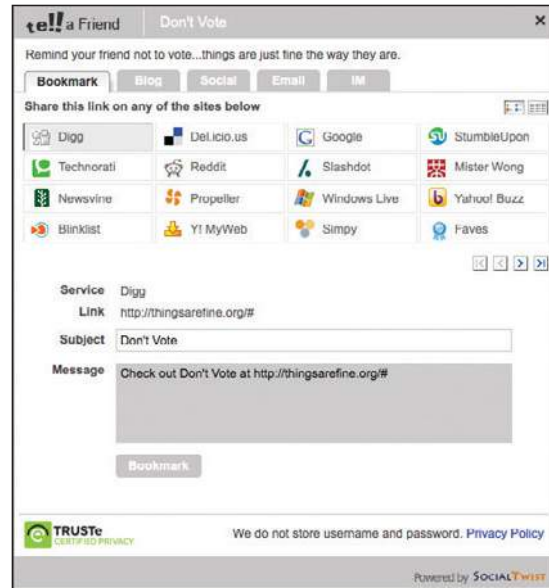 tell a Friend Don't Vote ×
Remind your friend not to vote...things are just fine the way they are.
Bookmark Blog Social Email IM
Share this link on any of the sites below
Digg Del.icio.us Google StumbleUpon
Technorati Reddit Slashdot Mister Wong
Newsvine Propeller Windows Live Yahoo! Buzz
Blinklist Y! MyWeb Simpy Faves
Service Digg
Link http://thingsarefine.org/#
Subject Don't Vote
Message Check out Don't Vote at http://thingsarefine.org/#
Bookmark
TRUSTe
CERTIFIED PRIVACY
We do not store username and password. Privacy Policy
Powered by SOCIALTWIST